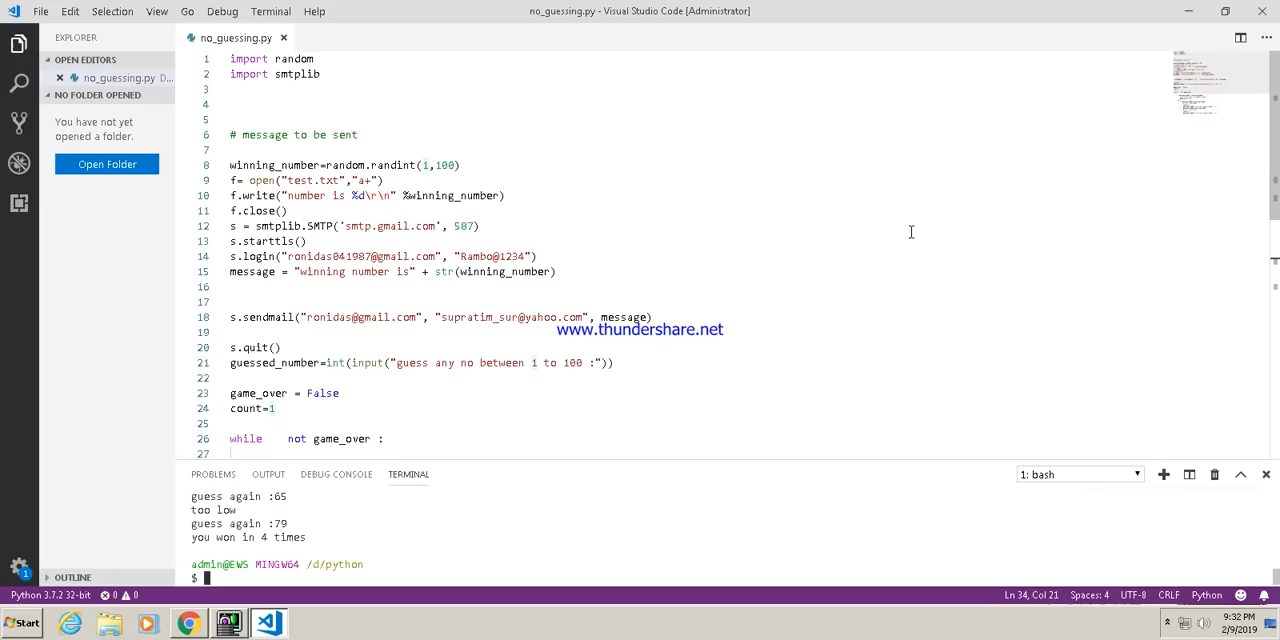 File Edit Selection View Go Debug Terminal Help
no_guessing.py - Visual Studio Code [Administrator]
EXPLORER
OPEN EDITORS
no_guessing.py D...
NO FOLDER OPENED
You have not yet
opened a folder.
Open Folder
OUTLINE
no_guessing.py
1 import random
2 import smtplib
3
4
5
6 # message to be sent
7
8 winning_number=random.randint(1,100)
9 f= open("test.txt","a+")
10 f.write("number is %d\r\n" %winning_number)
11 f.close()
12 s = smtplib.SMTP('smtp.gmail.com', 587)
13 s.starttls()
14 s.login("ronidas041987@gmail.com", "Rambo@1234")
15 message = "winning number is" + str(winning_number)
16
17
18 s.sendmail("ronidas@gmail.com", "supratim_sur@yahoo.com", message)
www.thundershare.net
19
20 s.quit()
21 guessed_number=int(input("guess any no between 1 to 100 :"))
22
23 game_over = False
24 count=1
25
26 while not game_over :
27
PROBLEMS OUTPUT DEBUG CONSOLE TERMINAL
1: bash
guess again :65
too low
guess again :79
you won in 4 times
admin@EWS MINGW64 /d/python
$
1
Python 3.7.2 32-bit 0 0 Ln 34, Col 21 Spaces: 4 UTF-8 CRLF Python
Start
9:32 PM
2/9/2019